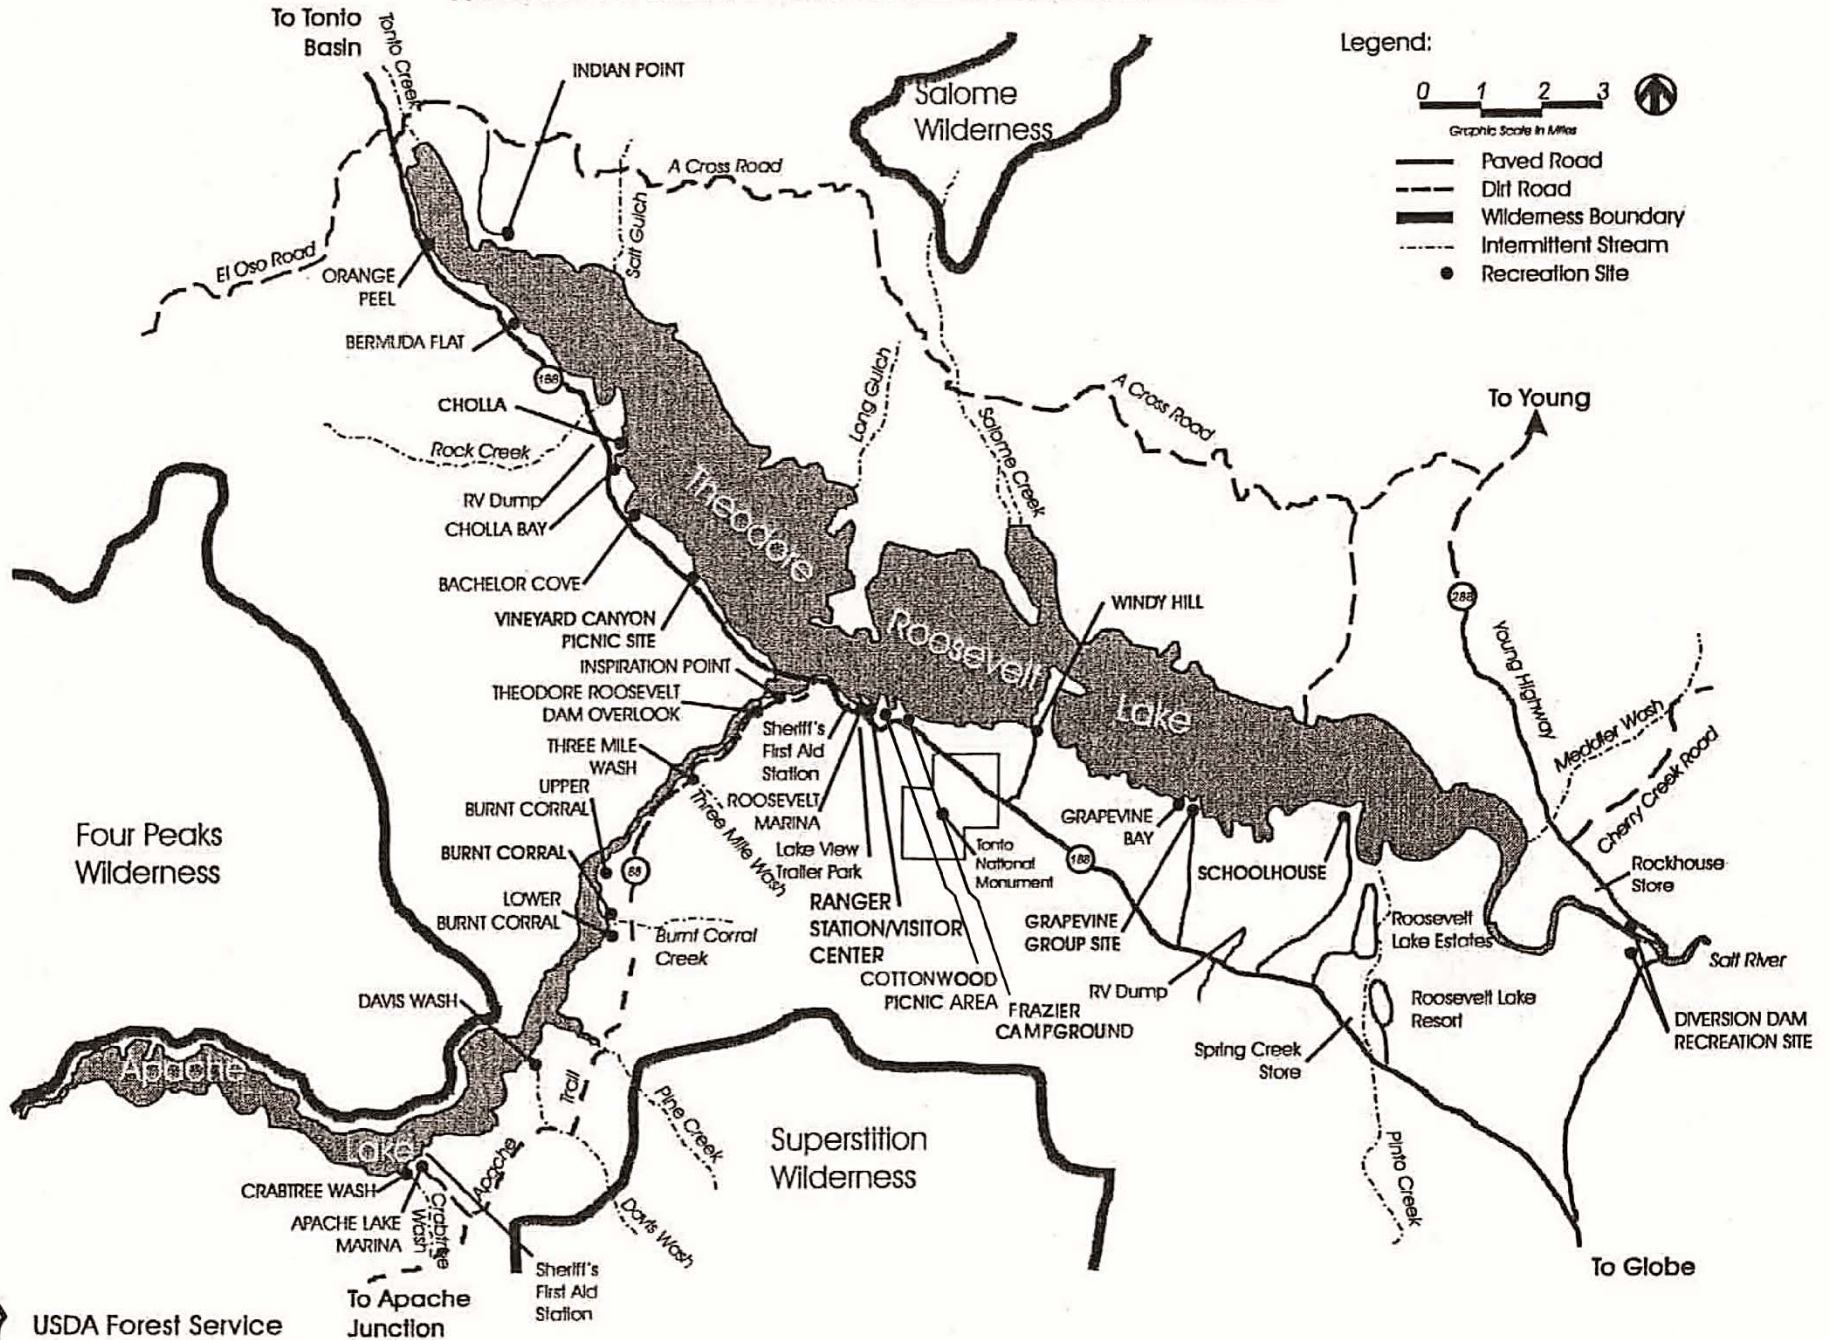 To Tonto
Basin
Tonto Creek
INDIAN POINT
Salome
Wilderness
Legend:
0 1 2 3
Graphic Scale in Miles
Paved Road
Dirt Road
Wilderness Boundary
Intermittent Stream
Recreation Site
A Cross Road
Salt Gulch
El Oso Road
ORANGE
PEEL
BERMUDA FLAT
188
CHOLLA
Rock Creek
RV Dump
CHOLLA BAY
BACHELOR COVE
VINEYARD CANYON
PICNIC SITE
INSPIRATION POINT
THEODORE ROOSEVELT
DAM OVERLOOK
THREE MILE
WASH
UPPER
BURNT CORRAL
BURNT CORRAL
LOWER
BURNT CORRAL
DAVIS WASH
Long Gulch
Salome Creek
A Cross Road
To Young
288
Young Highway
Meddler Wash
Cherry Creek Road
Rockhouse
Store
Salt River
DIVERSION DAM
RECREATION SITE
Theodore
Roosevelt
Lake
WINDY HILL
Sheriff's
First Aid
Station
ROOSEVELT
MARINA
Lake View
Trailer Park
RANGER
STATION/VISITOR
CENTER
COTTONWOOD
PICNIC AREA
FRAZIER
CAMPGROUND
Tonto
National
Monument
188
GRAPEVINE
BAY
GRAPEVINE
GROUP SITE
SCHOOLHOUSE
RV Dump
Roosevelt
Lake Estates
Roosevelt Lake
Resort
Spring Creek
Store
Pinto Creek
To Globe
Four Peaks
Wilderness
Three Mile Wash
88
Burnt Corral
Creek
Apache
Lake
Apache
Trail
Pine Creek
Davis Wash
Superstition
Wilderness
CRABTREE WASH
APACHE LAKE
MARINA
Crabtree
Wash
Sheriff's
First Aid
Station
To Apache
Junction
USDA Forest Service